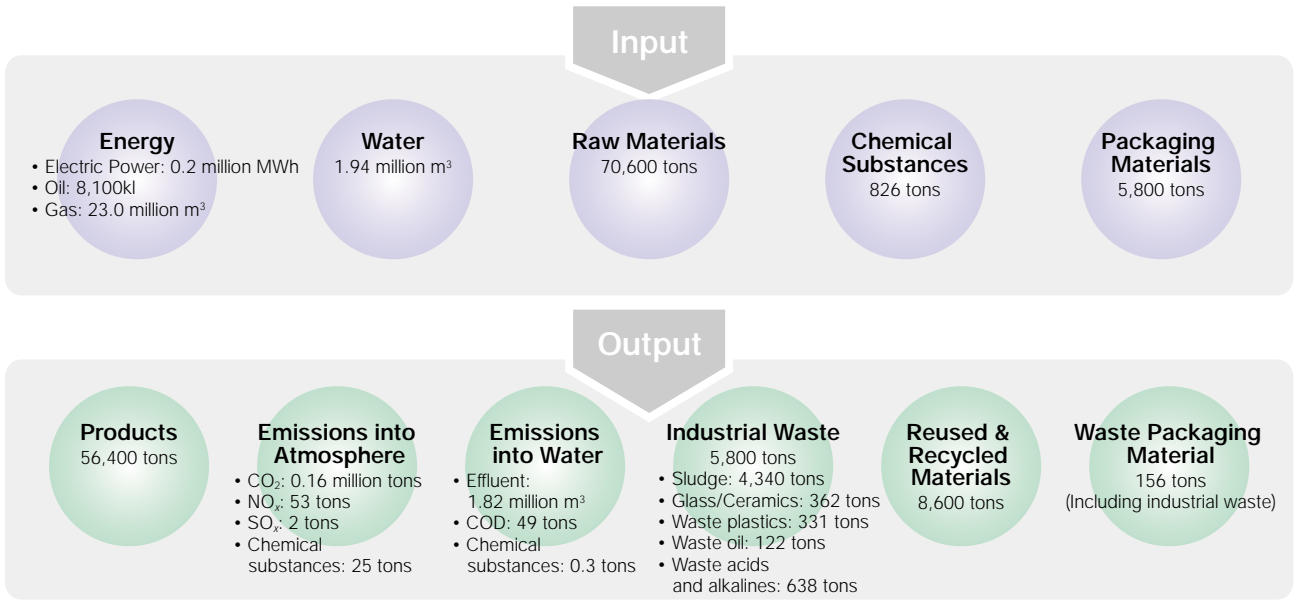 Input
Energy
• Electric Power: 0.2 million MWh
• Oil: 8,100kl
• Gas: 23.0 million m³
Water
1.94 million m³
Raw Materials
70,600 tons
Chemical
Substances
826 tons
Packaging
Materials
5,800 tons
Output
Products
56,400 tons
Emissions into
Atmosphere
• CO₂: 0.16 million tons
• NOₓ: 53 tons
• SOₓ: 2 tons
• Chemical
substances: 25 tons
Emissions
into Water
• Effluent:
1.82 million m³
• COD: 49 tons
• Chemical
substances: 0.3 tons
Industrial Waste
5,800 tons
• Sludge: 4,340 tons
• Glass/Ceramics: 362 tons
• Waste plastics: 331 tons
• Waste oil: 122 tons
• Waste acids
and alkalines: 638 tons
Reused &
Recycled
Materials
8,600 tons
Waste Packaging
Material
156 tons
(Including industrial waste)